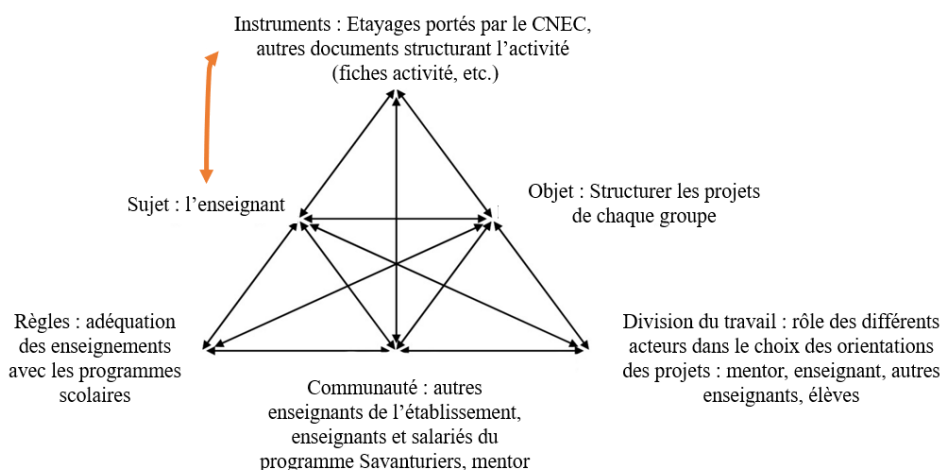 Instruments : Etayages portés par le CNEC,
autres documents structurant l’activité
(fiches activité, etc.)
Sujet : l’enseignant
Objet : Structurer les projets
de chaque groupe
Règles : adéquation
des enseignements
avec les programmes
scolaires
Communauté : autres
enseignants de l’établissement,
enseignants et salariés du
programme Savanturiers, mentor
Division du travail : rôle des différents
acteurs dans le choix des orientations
des projets : mentor, enseignant, autres
enseignants, élèves